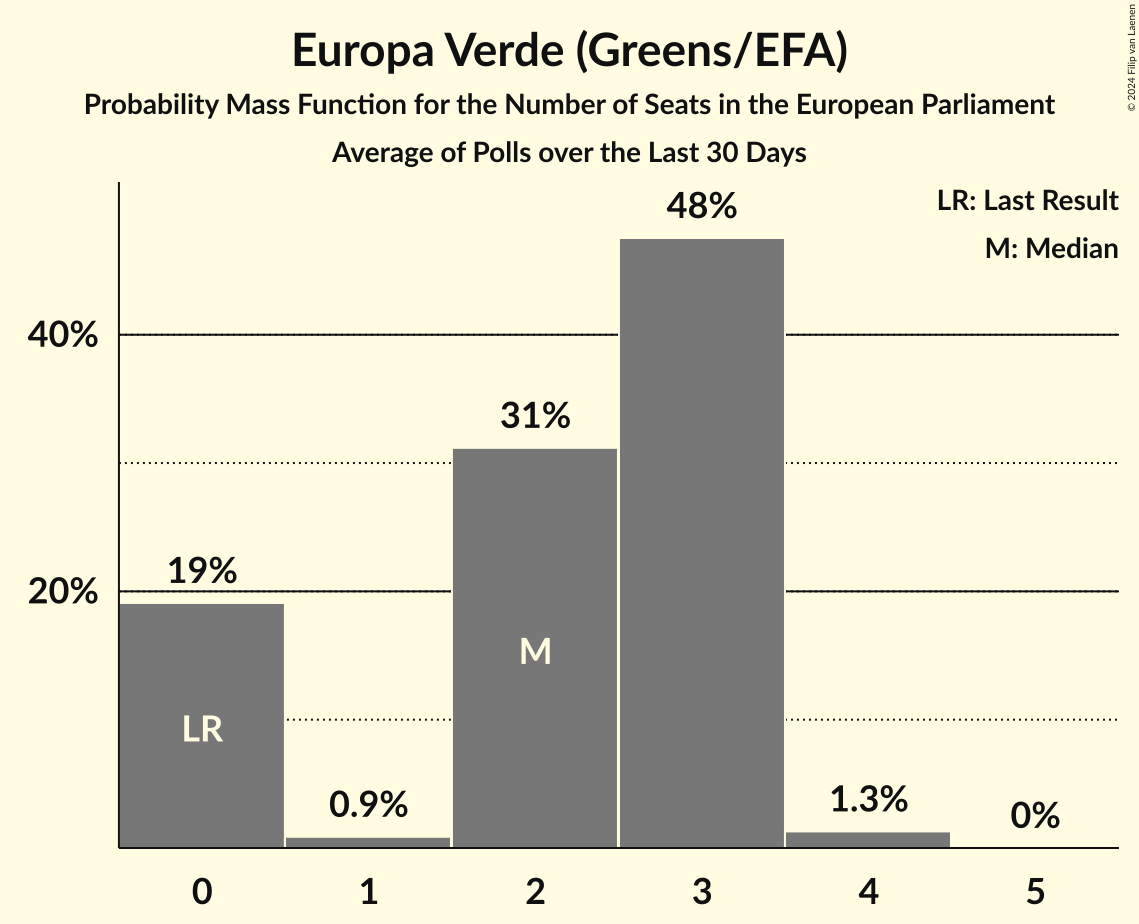 Europa Verde (Greens/EFA)
Probability Mass Function for the Number of Seats in the European Parliament
Average of Polls over the Last 30 Days
© 2024 Filip van Laenen
LR: Last Result
M: Median
48%
40%
31%
20%
19%
M
LR
0.9%
1.3%
0%
0 1 2 3 4 5